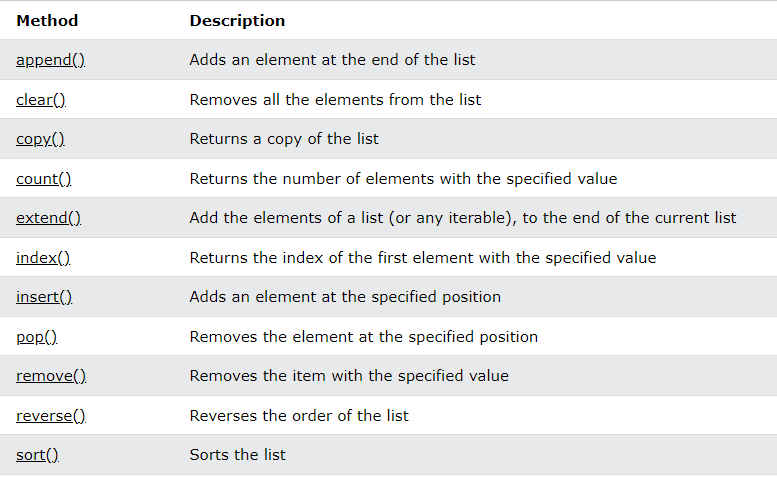 Method Description
append() Adds an element at the end of the list
clear() Removes all the elements from the list
copy() Returns a copy of the list
count() Returns the number of elements with the specified value
extend() Add the elements of a list (or any iterable), to the end of the current list
index() Returns the index of the first element with the specified value
insert() Adds an element at the specified position
pop() Removes the element at the specified position
remove() Removes the item with the specified value
reverse() Reverses the order of the list
sort() Sorts the list